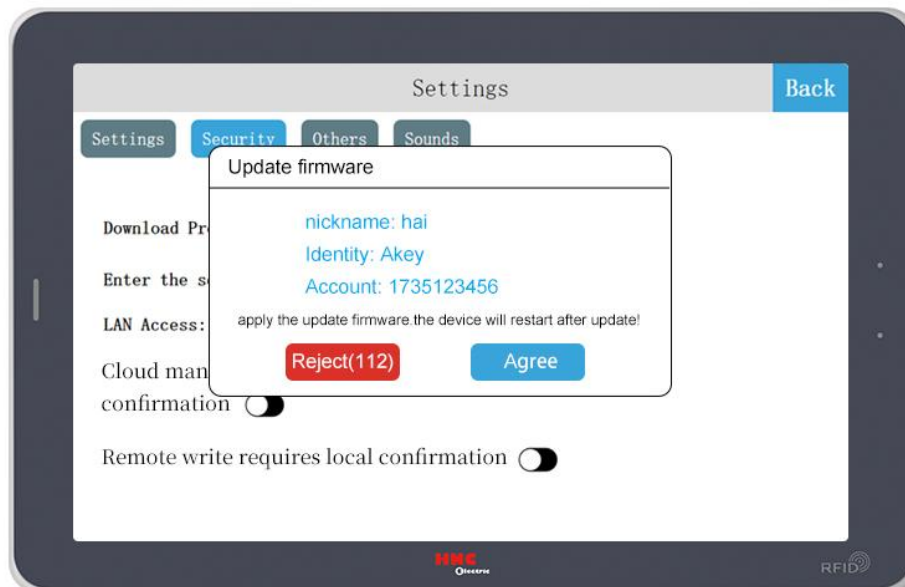 Settings
Back
Settings
Security
Others
Sounds
Update firmware
nickname: hai
Identity: Akey
Account: 1735123456
apply the update firmware.the device will restart after update!
Reject(112)
Agree
Download Pr
Enter the s
LAN Access:
Cloud man
confirmation
Remote write requires local confirmation
HNC
Electric
RFID